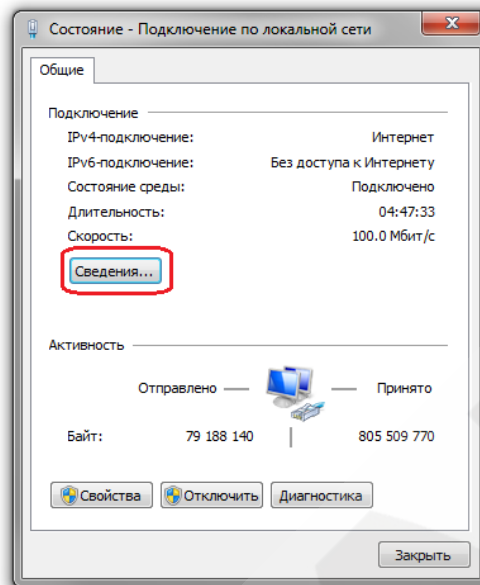 Состояние - Подключение по локальной сети
Общие
Подключение
IPv4-подключение: Интернет
IPv6-подключение: Без доступа к Интернету
Состояние среды: Подключено
Длительность: 04:47:33
Скорость: 100.0 Мбит/с
Сведения...
Активность
Отправлено Принято
Байт: 79 188 140 805 509 770
Свойства Отключить Диагностика
Закрыть